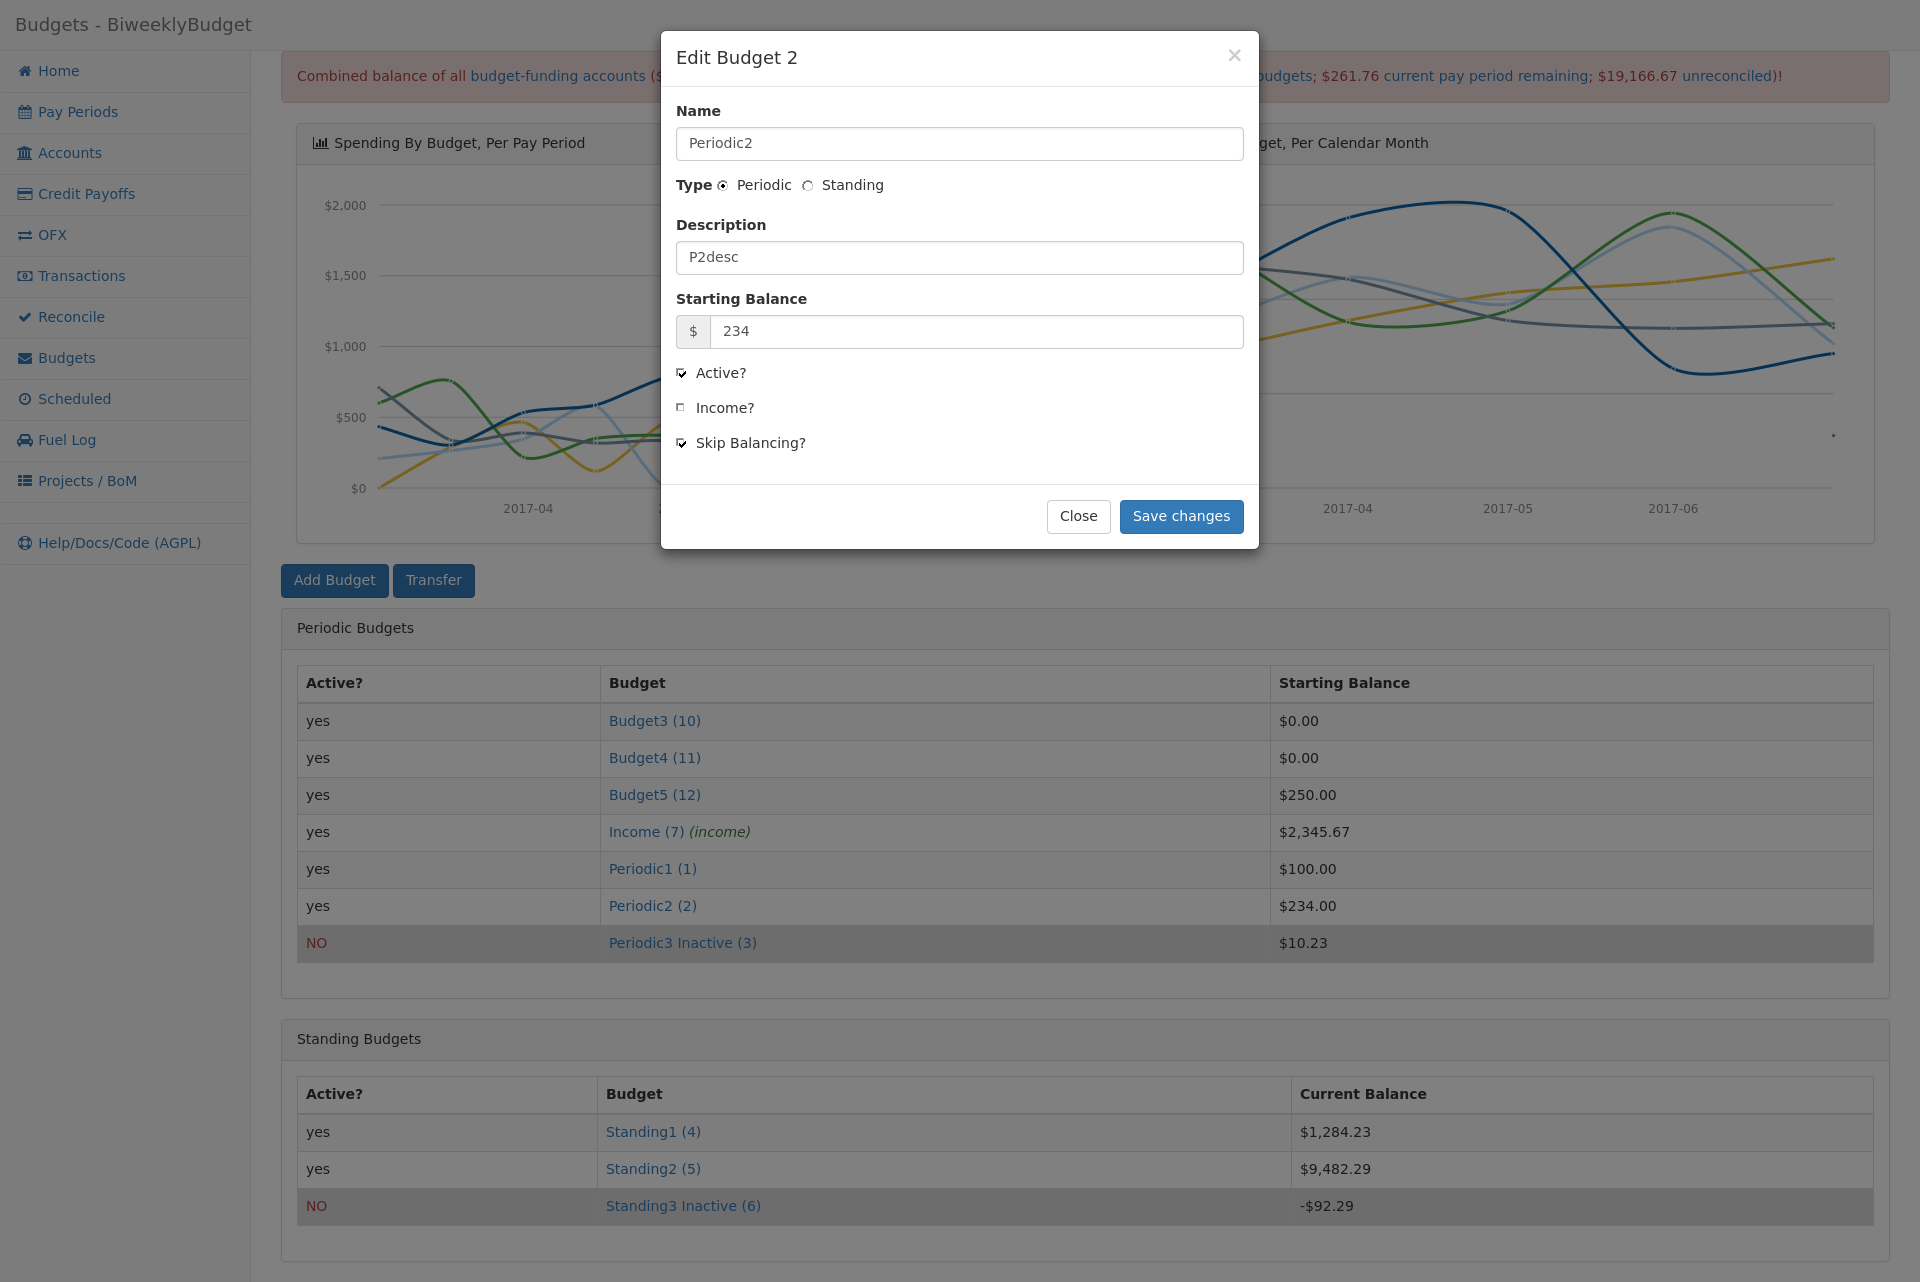 Budgets - BiweeklyBudget
Home
Pay Periods
Accounts
Credit Payoffs
OFX
Transactions
Reconcile
Budgets
Scheduled
Fuel Log
Projects / BoM
Help/Docs/Code (AGPL)
Combined balance of all budget-funding accounts (
budgets; $261.76 current pay period remaining; $19,166.67 unreconciled)!
Spending By Budget, Per Pay Period
Per Calendar Month
$2,000
$1,500
$1,000
$500
$0
2017-04
2017-04 2017-05 2017-06
Edit Budget 2 ×
Name
Periodic2
Type Periodic Standing
Description
P2desc
Starting Balance
$ 234
Active?
Income?
Skip Balancing?
Close Save changes
Add Budget Transfer
Periodic Budgets
Active? Budget Starting Balance
yes Budget3 (10) $0.00
yes Budget4 (11) $0.00
yes Budget5 (12) $250.00
yes Income (7) (income) $2,345.67
yes Periodic1 (1) $100.00
yes Periodic2 (2) $234.00
NO Periodic3 Inactive (3) $10.23
Standing Budgets
Active? Budget Current Balance
yes Standing1 (4) $1,284.23
yes Standing2 (5) $9,482.29
NO Standing3 Inactive (6) -$92.29